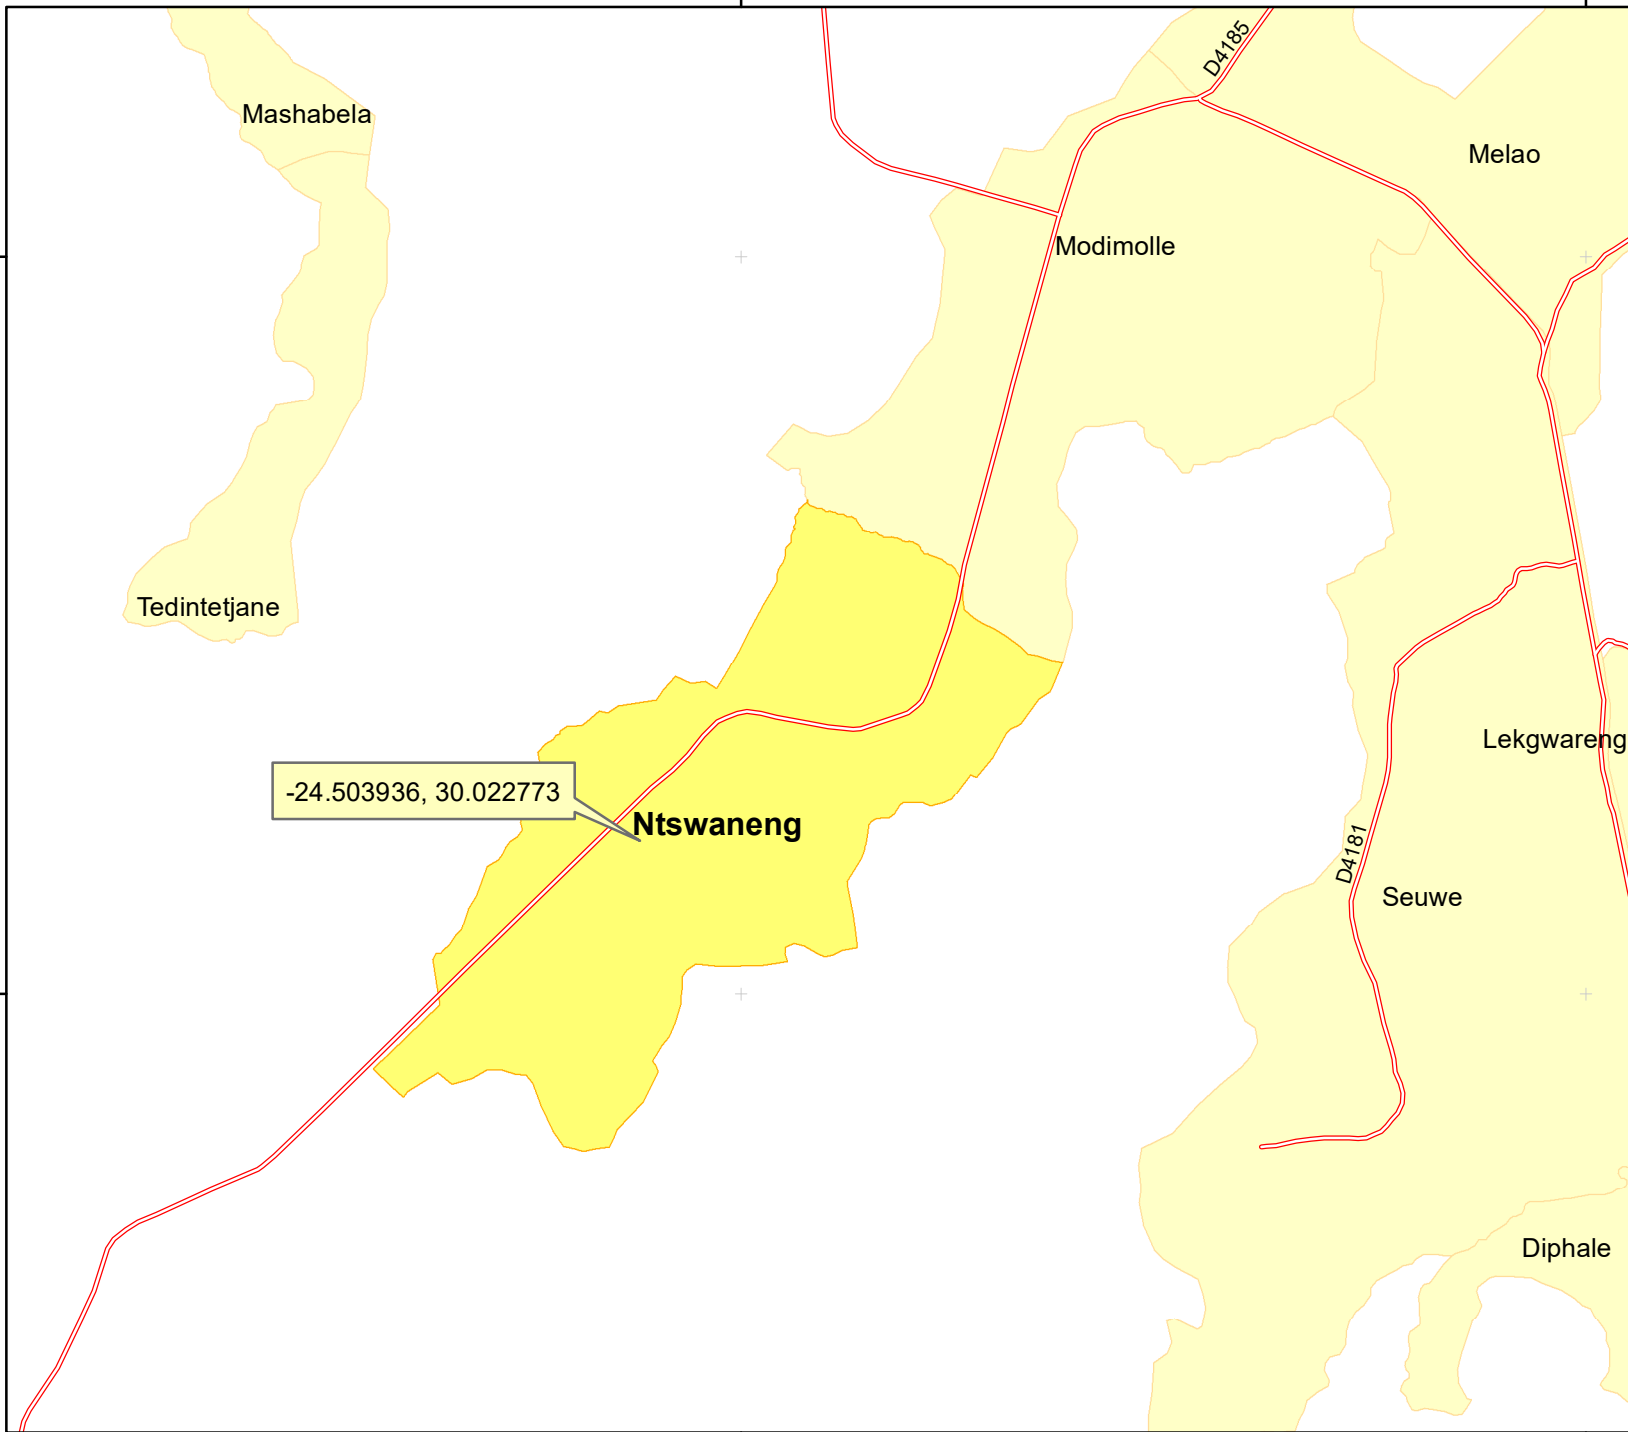 D4185
Mashabela
Melao
Modimolle
Tedintetjane
Lekgwareng
-24.503936, 30.022773
Ntswaneng
D4181
Seuwe
Diphale